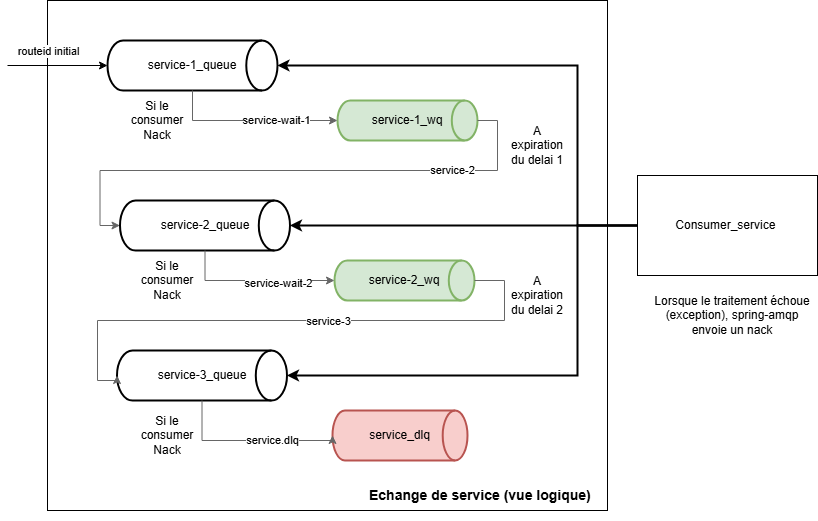 routeid initial
service-1_queue
Si le
consumer
Nack
service-wait-1
service-1_wq
A
expiration
du delai 1
service-2
service-2_queue
Consumer_service
Si le
consumer
Nack
service-wait-2
service-2_wq
A
expiration
du delai 2
Lorsque le traitement échoue
(exception), spring-amqp
envoie un nack
service-3
service-3_queue
Si le
consumer
Nack
service.dlq
service_dlq
Echange de service (vue logique)